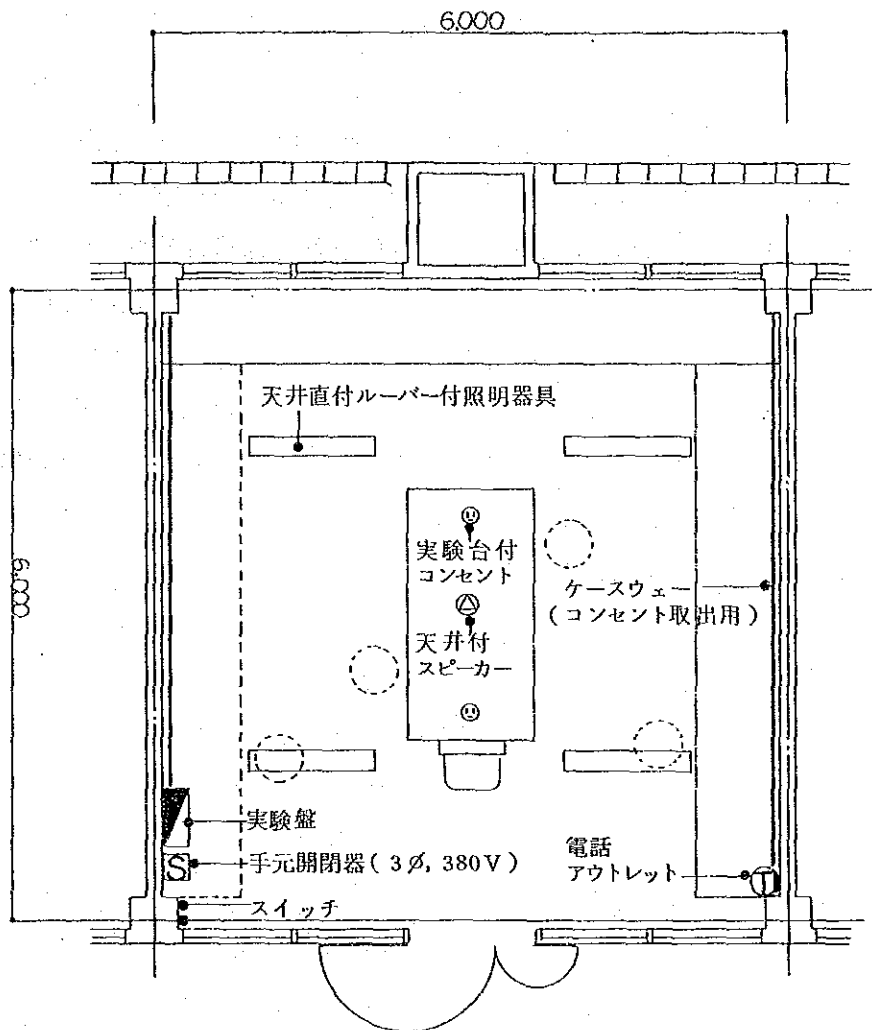 6,000
天井直付ルーバー付照明器具
実験台付
コンセント
ケースウェー
(コンセント取出用)
天井付
スピーカー
6,000
実験盤
S
手元開閉器(3Ø, 380V)
電話
アウトレット
T
スイッチ